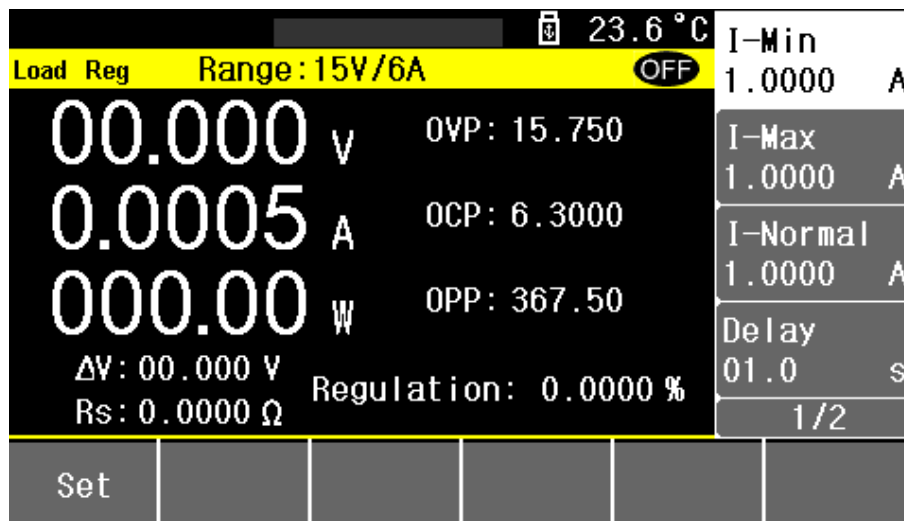 23.6°C
Load Reg Range:15V/6A OFF
00.000 V OVP: 15.750
0.0005 A OCP: 6.3000
000.00 W OPP: 367.50
ΔV: 00.000 V
Rs: 0.0000 Ω
Regulation: 0.0000 %
I-Min
1.0000 A
I-Max
1.0000 A
I-Normal
1.0000 A
Delay
01.0 s
1/2
Set